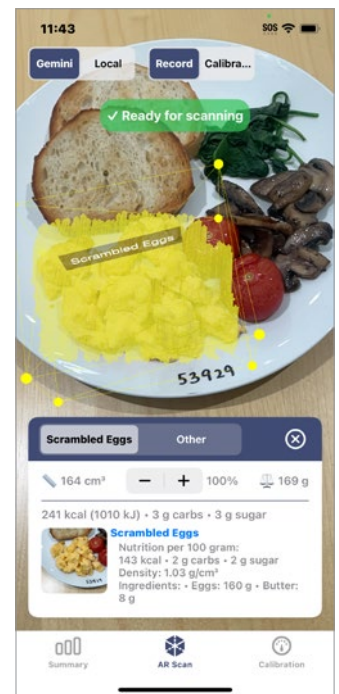 11:43 SOS
Gemini Local Record Calibra...
✓ Ready for scanning
Scrambled Eggs
53929
Scrambled Eggs Other
164 cm³ − + 100% 169 g
241 kcal (1010 kJ) • 3 g carbs • 3 g sugar
Scrambled Eggs
Nutrition per 100 gram:
143 kcal • 2 g carbs • 2 g sugar
Density: 1.03 g/cm³
Ingredients: • Eggs: 160 g • Butter:
8 g
53929
Summary AR Scan Calibration